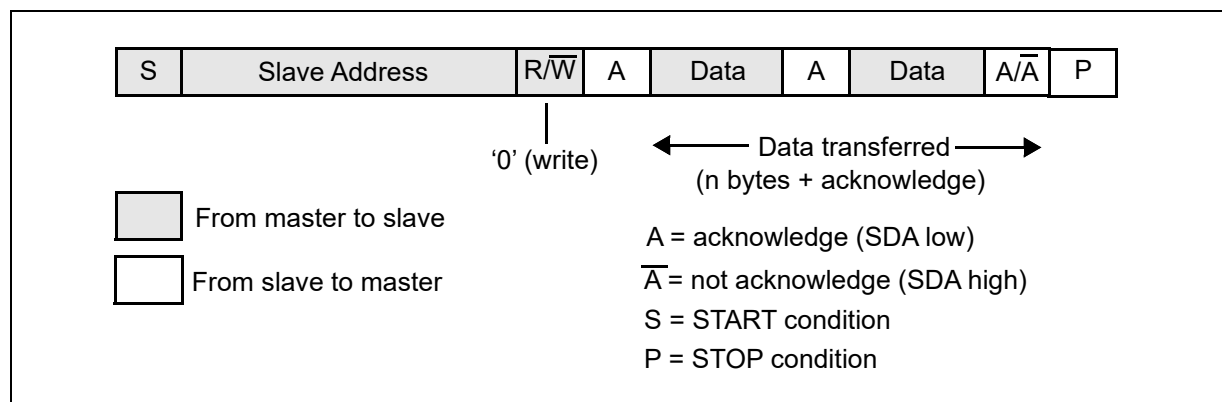 S Slave Address R/W̅ A Data A Data A/A̅ P
‘0’ (write)
Data transferred
(n bytes + acknowledge)
From master to slave
From slave to master
A = acknowledge (SDA low)
A̅ = not acknowledge (SDA high)
S = START condition
P = STOP condition